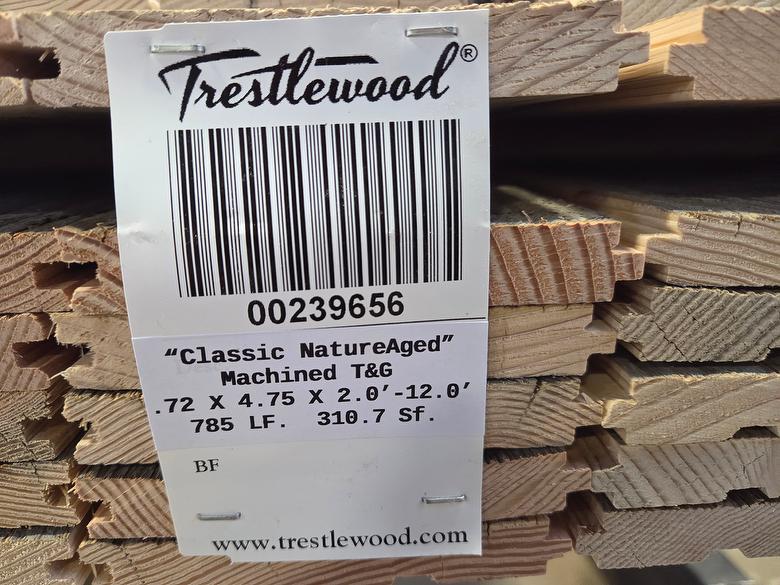 Trestlewood®
00239656
“Classic NatureAged”
Machined T&G
.72 X 4.75 X 2.0’-12.0’
785 LF. 310.7 Sf.
BF
www.trestlewood.com